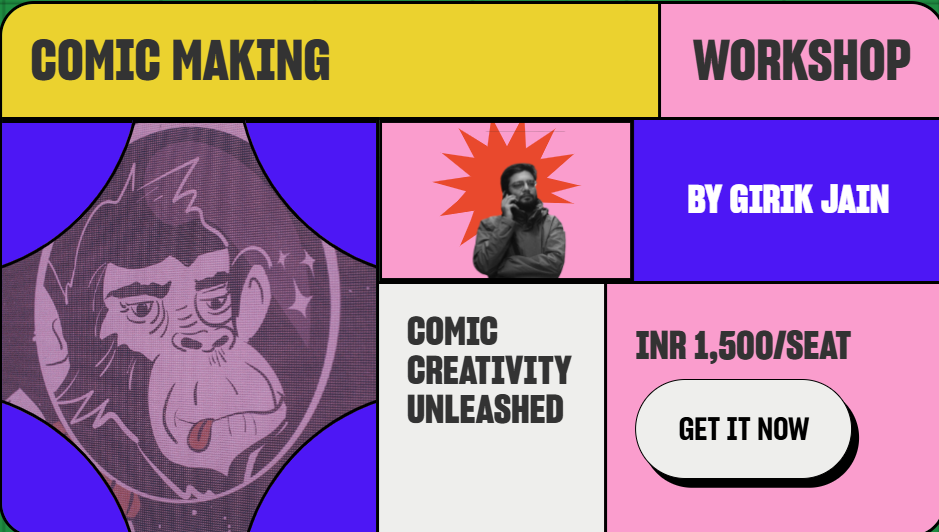 COMIC MAKING
WORKSHOP
BY GIRIK JAIN
COMIC
CREATIVITY
UNLEASHED
INR 1,500/SEAT
GET IT NOW